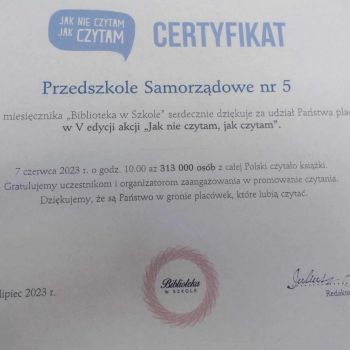 JAK NIE CZYTAM
JAK CZYTAM
CERTYFIKAT
Przedszkole Samorządowe nr 5
miesięcznika „Biblioteka w Szkole" serdecznie dziękuje za udział Państwa
w V edycji akcji „Jak nie czytam, jak czytam".
7 czerwca 2023 r. o godz. 10.00 aż 313 000 osób z całej Polski czytało książki.
Gratulujemy uczestnikom i organizatorom zaangażowania w promowanie czytania.
Dziękujemy, że są Państwo w gronie placówek, które lubią czytać.
Biblioteka
W SZKOLE
lipiec 2023 r.